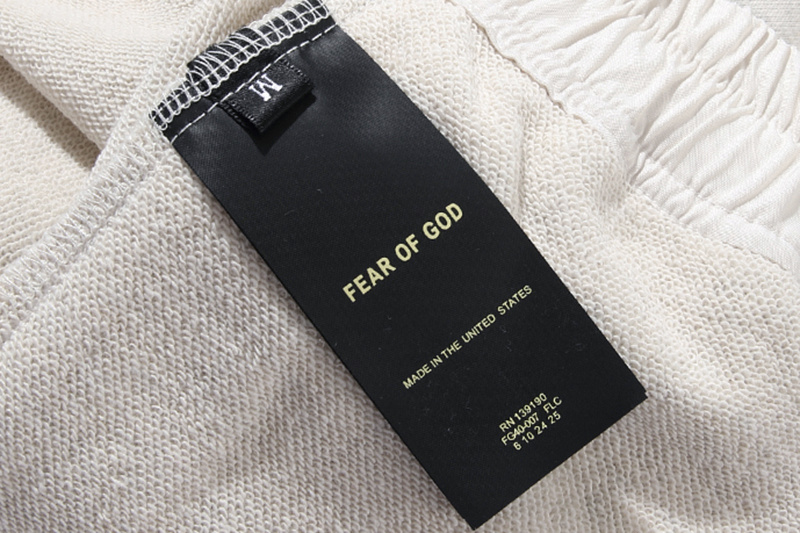 M
FEAR OF GOD
MADE IN THE UNITED STATES
RN 139190
FG40-007 FLC
6 10 24 25